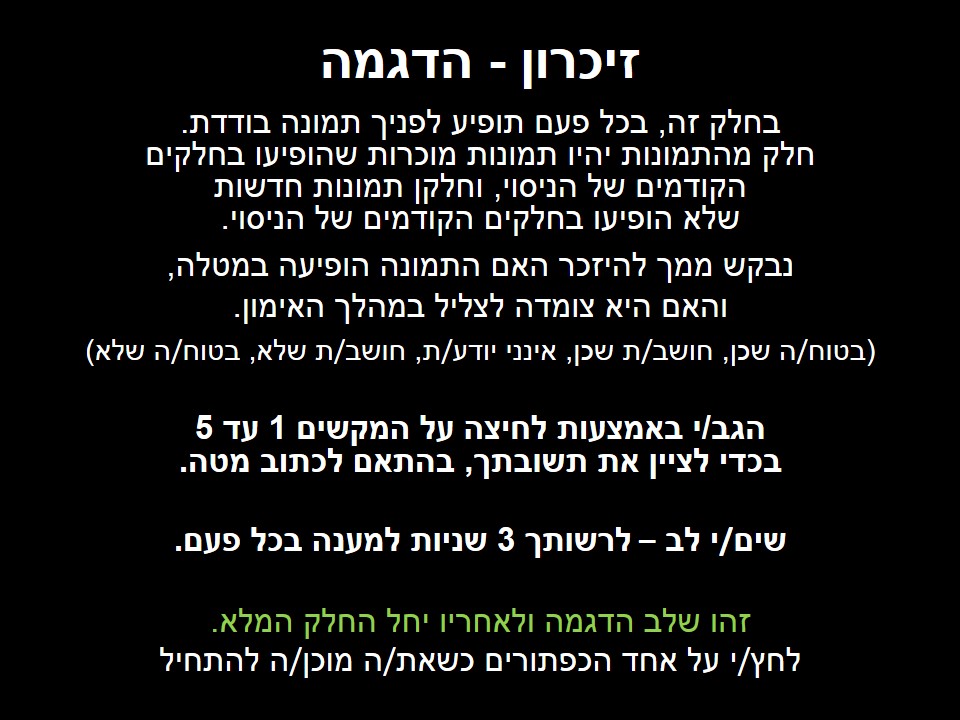 זיכרון - הדגמה
בחלק זה, בכל פעם תופיע לפניך תמונה בודדת.
חלק מהתמונות יהיו תמונות מוכרות שהופיעו בחלקים
הקודמים של הניסוי, וחלקן תמונות חדשות
שלא הופיעו בחלקים הקודמים של הניסוי.
נבקש ממך להיזכר האם התמונה הופיעה במטלה,
והאם היא צומדה לצליל במהלך האימון.
(בטוח/ה שכן, חושב/ת שכן, אינני יודע/ת, חושב/ת שלא, בטוח/ה שלא)
הגב/י באמצעות לחיצה על המקשים 1 עד 5
בכדי לציין את תשובתך, בהתאם לכתוב מטה.
שים/י לב – לרשותך 3 שניות למענה בכל פעם.
זהו שלב הדגמה ולאחריו יחל החלק המלא.
לחץ/י על אחד הכפתורים כשאת/ה מוכן/ה להתחיל